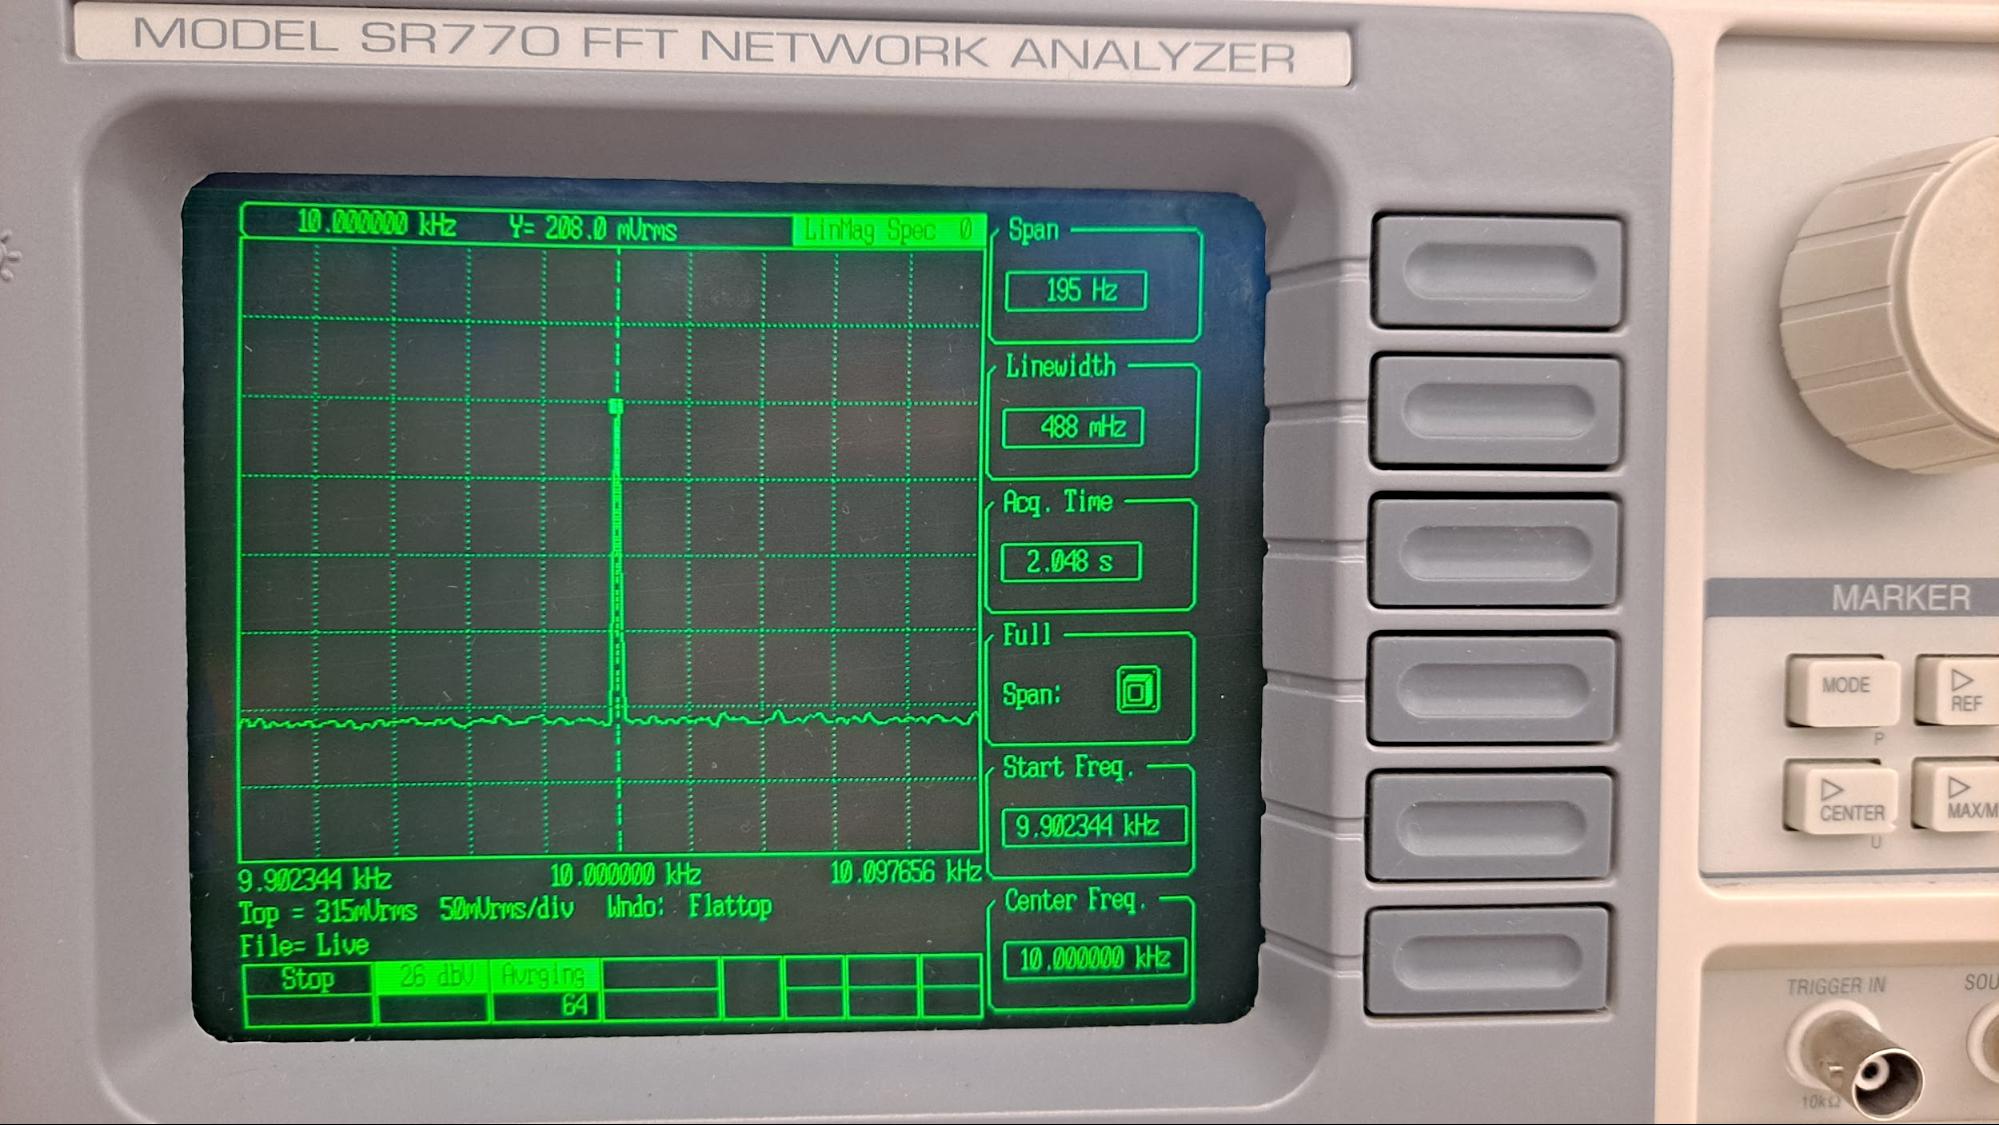 MODEL SR770 FFT NETWORK ANALYZER
10.000000 kHz Y= 208.0 mVrms LinMag Spec 0
Span
195 Hz
Linewidth
488 mHz
Acq. Time
2.048 s
Full
Span:
Start Freq.
9.902344 kHz
Center Freq.
10.000000 kHz
9.902344 kHz 10.000000 kHz 10.097656 kHz
Top = 315mVrms 50mVrms/div Wndo: Flattop
File= Live
Stop 26 dbV Avrging
64
MARKER
MODE
REF
P
CENTER
MAX/M
U
TRIGGER IN
SOU
10kΩ